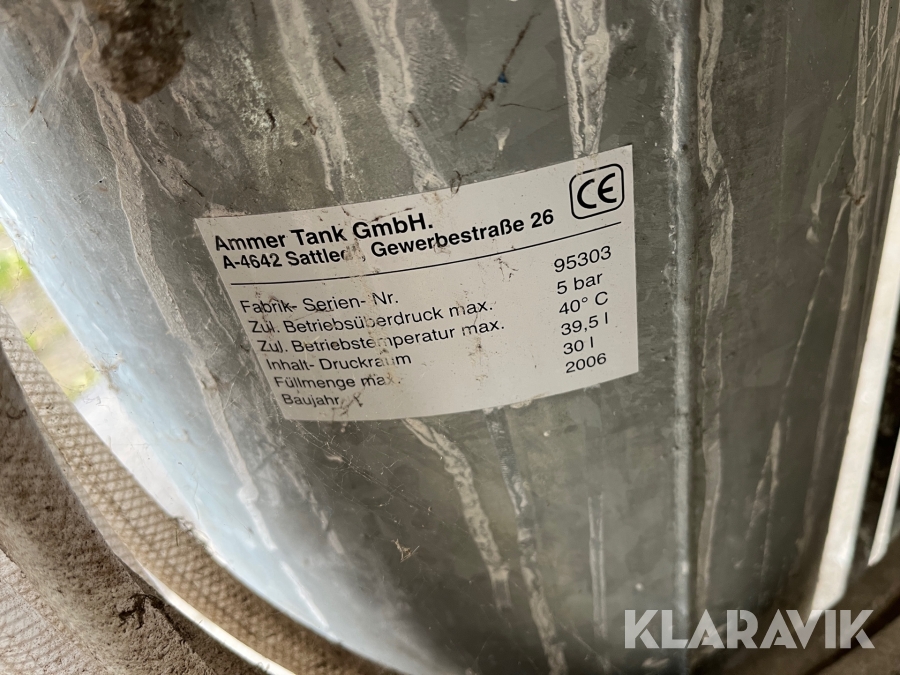 Ammer Tank GmbH.
A-4642 Sattled , Gewerbestraße 26
CE
Fabrik- Serien- Nr. 95303
Zul. Betriebsüberdruck max. 5 bar
Zul. Betriebstemperatur max. 40° C
Inhalt- Druckraum 39,5 l
Füllmenge max. 30 l
Baujahr 2006
KLARAVIK